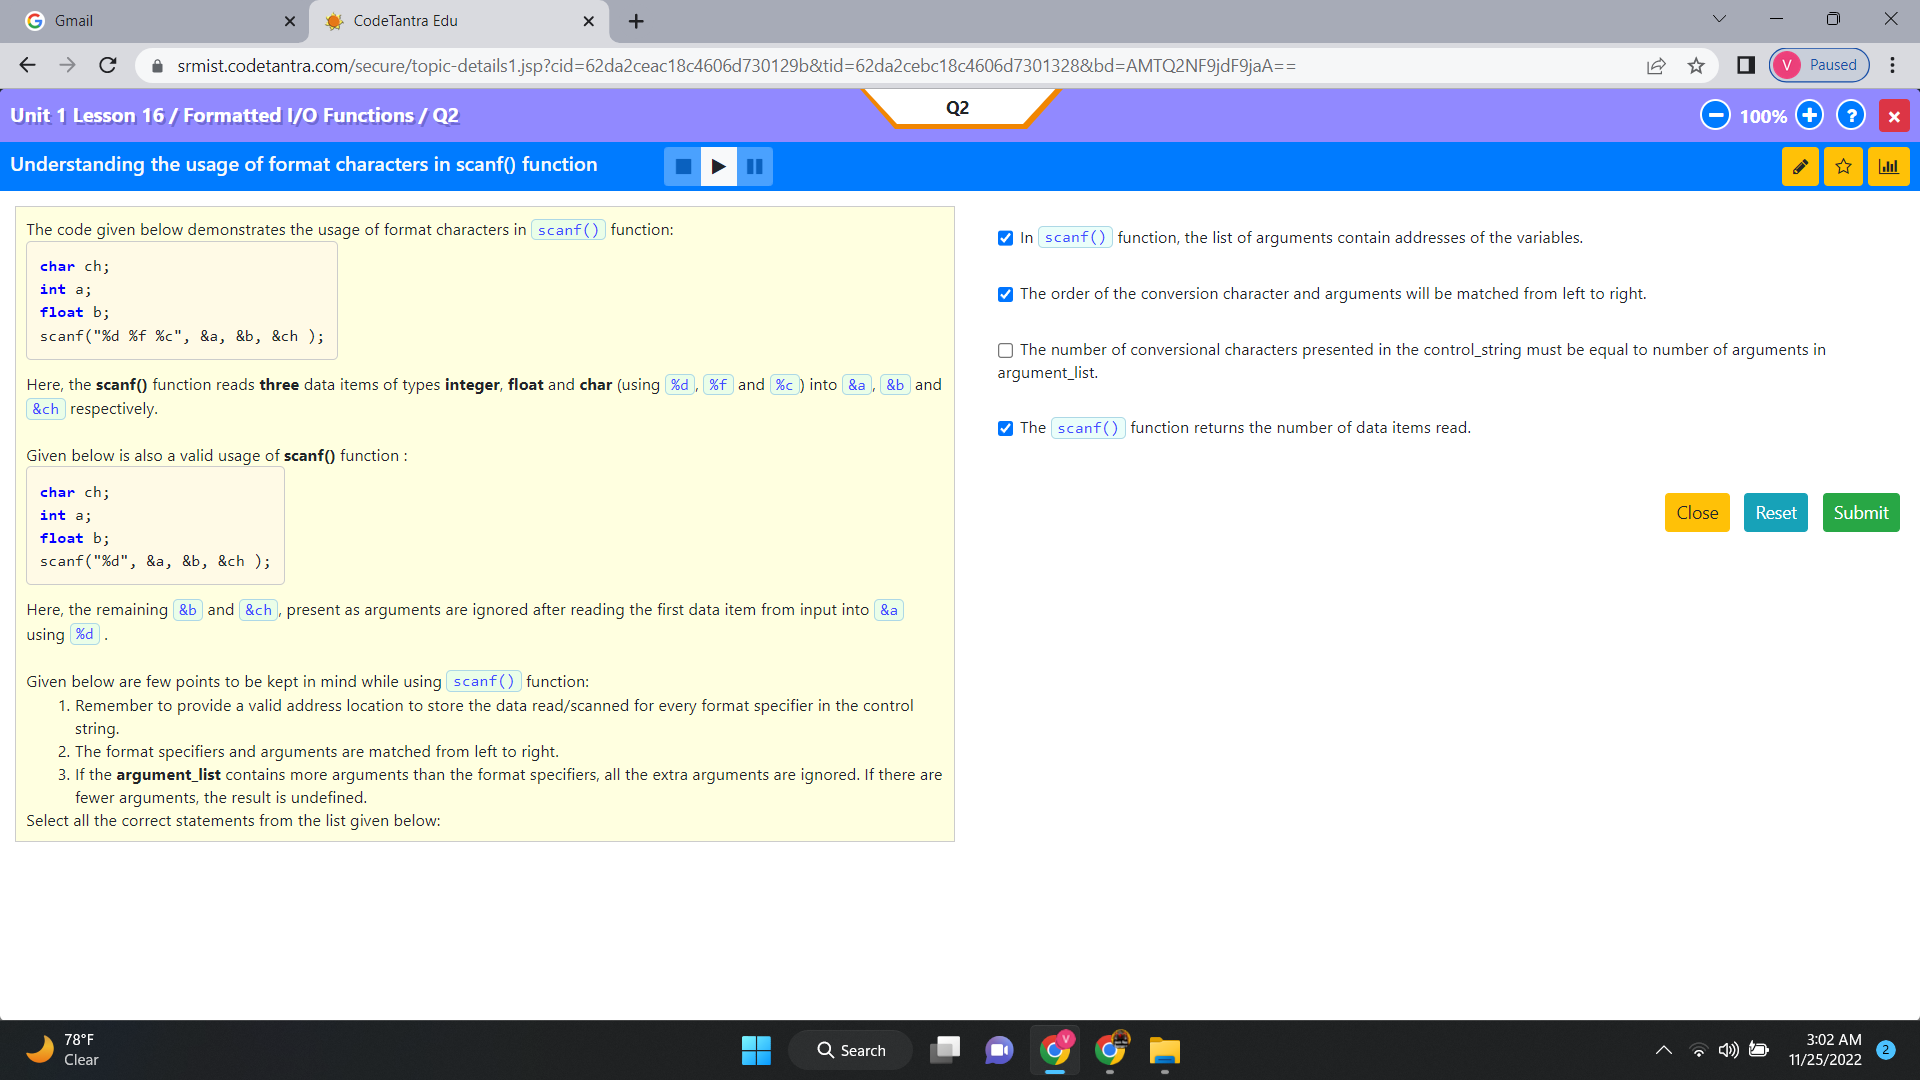 Gmail
CodeTantra Edu
srmist.codetantra.com/secure/topic-details1.jsp?cid=62da2ceac18c4606d730129b&tid=62da2cebc18c4606d7301328&bd=AMTQ2NF9jdF9jaA==
V Paused
Unit 1 Lesson 16 / Formatted I/O Functions / Q2
Q2
100%
?
Understanding the usage of format characters in scanf() function
The code given below demonstrates the usage of format characters in scanf() function:
char ch;
int a;
float b;
scanf("%d %f %c", &a, &b, &ch );
Here, the scanf() function reads three data items of types integer, float and char (using %d, %f and %c) into &a, &b and
&ch respectively.
Given below is also a valid usage of scanf() function :
char ch;
int a;
float b;
scanf("%d", &a, &b, &ch );
Here, the remaining &b and &ch, present as arguments are ignored after reading the first data item from input into &a
using %d .
Given below are few points to be kept in mind while using scanf() function:
1. Remember to provide a valid address location to store the data read/scanned for every format specifier in the control
string.
2. The format specifiers and arguments are matched from left to right.
3. If the argument_list contains more arguments than the format specifiers, all the extra arguments are ignored. If there are
fewer arguments, the result is undefined.
Select all the correct statements from the list given below:
In scanf() function, the list of arguments contain addresses of the variables.
The order of the conversion character and arguments will be matched from left to right.
The number of conversional characters presented in the control_string must be equal to number of arguments in
argument_list.
The scanf() function returns the number of data items read.
Close
Reset
Submit
78°F
Clear
Search
V
3:02 AM
11/25/2022
2